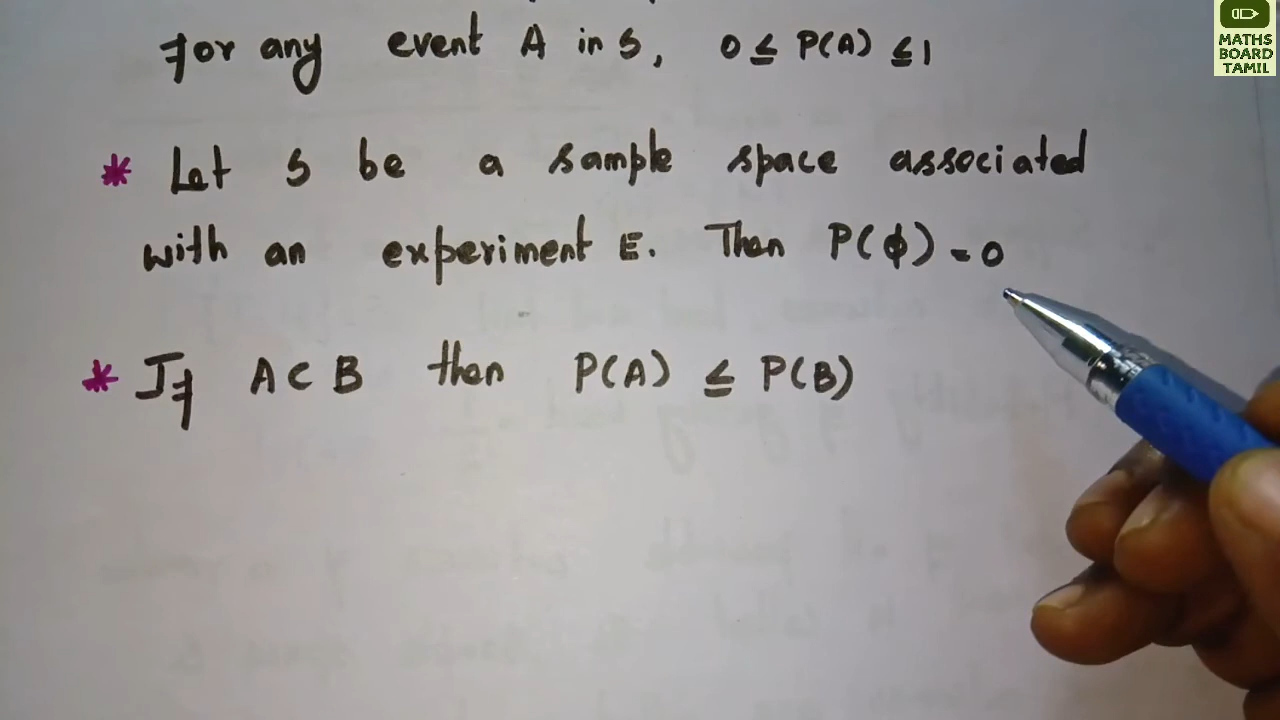 for any event A in S, 0 ≤ P(A) ≤ 1
* Let S be a sample space associated
with an experiment E. Then P(ϕ) = 0
* If A ⊂ B then P(A) ≤ P(B)
MATHS
BOARD
TAMIL